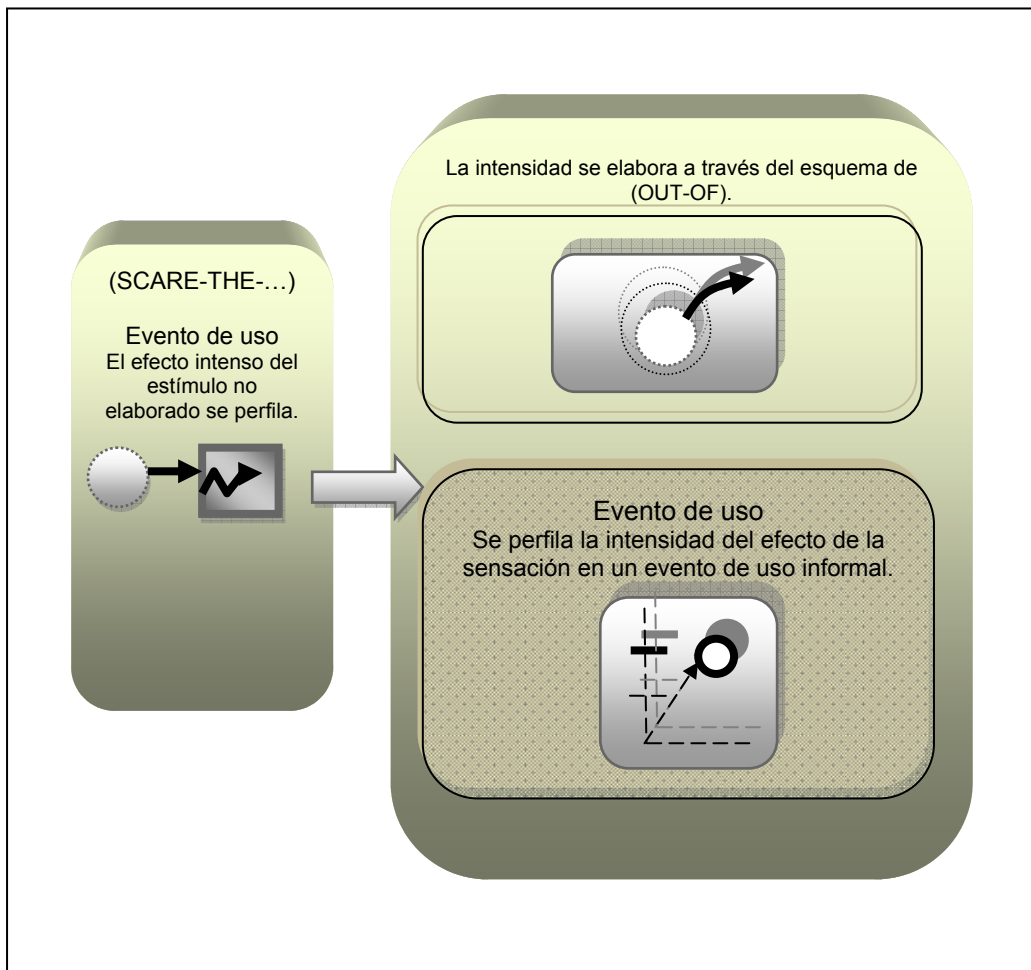 (SCARE-THE-…)
Evento de uso
El efecto intenso del
estímulo no
elaborado se perfila.
La intensidad se elabora a través del esquema de
(OUT-OF).
Evento de uso
Se perfila la intensidad del efecto de la
sensación en un evento de uso informal.